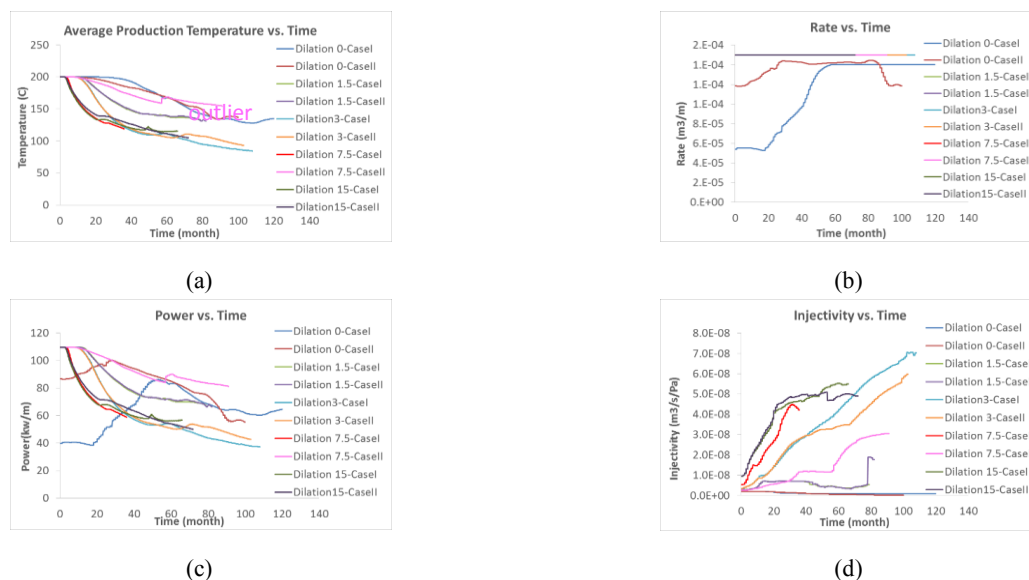 Average Production Temperature vs. Time
250
200
150
100
50
0
Temperature (C)
0 20 40 60 80 100 120 140
Time (month)
outlier
Dilation 0-CaseI
Dilation 0-CaseII
Dilation 1.5-CaseI
Dilation 1.5-CaseII
Dilation3-CaseI
Dilation 3-CaseII
Dilation 7.5-CaseI
Dilation 7.5-CaseII
Dilation 15-CaseI
Dilation15-CaseII
(a)
Rate vs. Time
2.E-04
1.E-04
1.E-04
1.E-04
8.E-05
6.E-05
4.E-05
2.E-05
0.E+00
Rate (m3/m)
0 20 40 60 80 100 120 140
Time (month)
Dilation 0-CaseI
Dilation 0-CaseII
Dilation 1.5-CaseI
Dilation 1.5-CaseII
Dilation3-CaseI
Dilation 3-CaseII
Dilation 7.5-CaseI
Dilation 7.5-CaseII
Dilation 15-CaseI
Dilation15-CaseII
(b)
Power vs. Time
120
100
80
60
40
20
0
Power(kw/m)
0 20 40 60 80 100 120 140
Time (month)
Dilation 0-CaseI
Dilation 0-CaseII
Dilation 1.5-CaseI
Dilation 1.5-CaseII
Dilation3-CaseI
Dilation 3-CaseII
Dilation 7.5-CaseI
Dilation 7.5-CaseII
Dilation 15-CaseI
Dilation15-CaseII
(c)
Injectivity vs. Time
8.0E-08
7.0E-08
6.0E-08
5.0E-08
4.0E-08
3.0E-08
2.0E-08
1.0E-08
0.0E+00
Injectivity (m3/s/Pa)
0 20 40 60 80 100 120 140
Time (month)
Dilation 0-CaseI
Dilation 0-CaseII
Dilation 1.5-CaseI
Dilation 1.5-CaseII
Dilation3-CaseI
Dilation 3-CaseII
Dilation 7.5-CaseI
Dilation 7.5-CaseII
Dilation 15-CaseI
Dilation15-CaseII
(d)